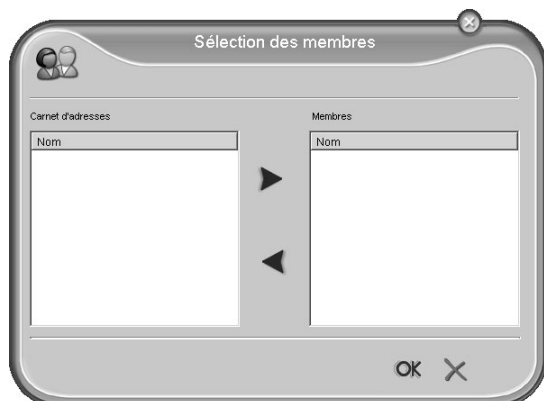 Sélection des membres
Carnet d'adresses
Membres
Nom
Nom
OK